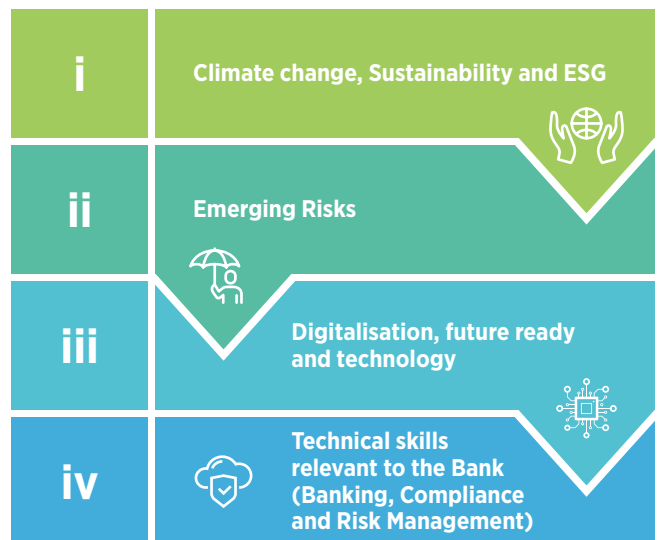 i
Climate change, Sustainability and ESG
ii
Emerging Risks
iii
Digitalisation, future ready
and technology
iv
Technical skills
relevant to the Bank
(Banking, Compliance
and Risk Management)